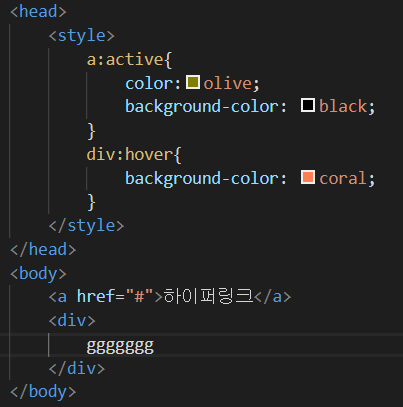 <head>
<style>
a:active{
color: olive;
background-color: black;
}
div:hover{
background-color: coral;
}
</style>
</head>
<body>
<a href="#">하이퍼링크</a>
<div>
ggggggg
</div>
</body>